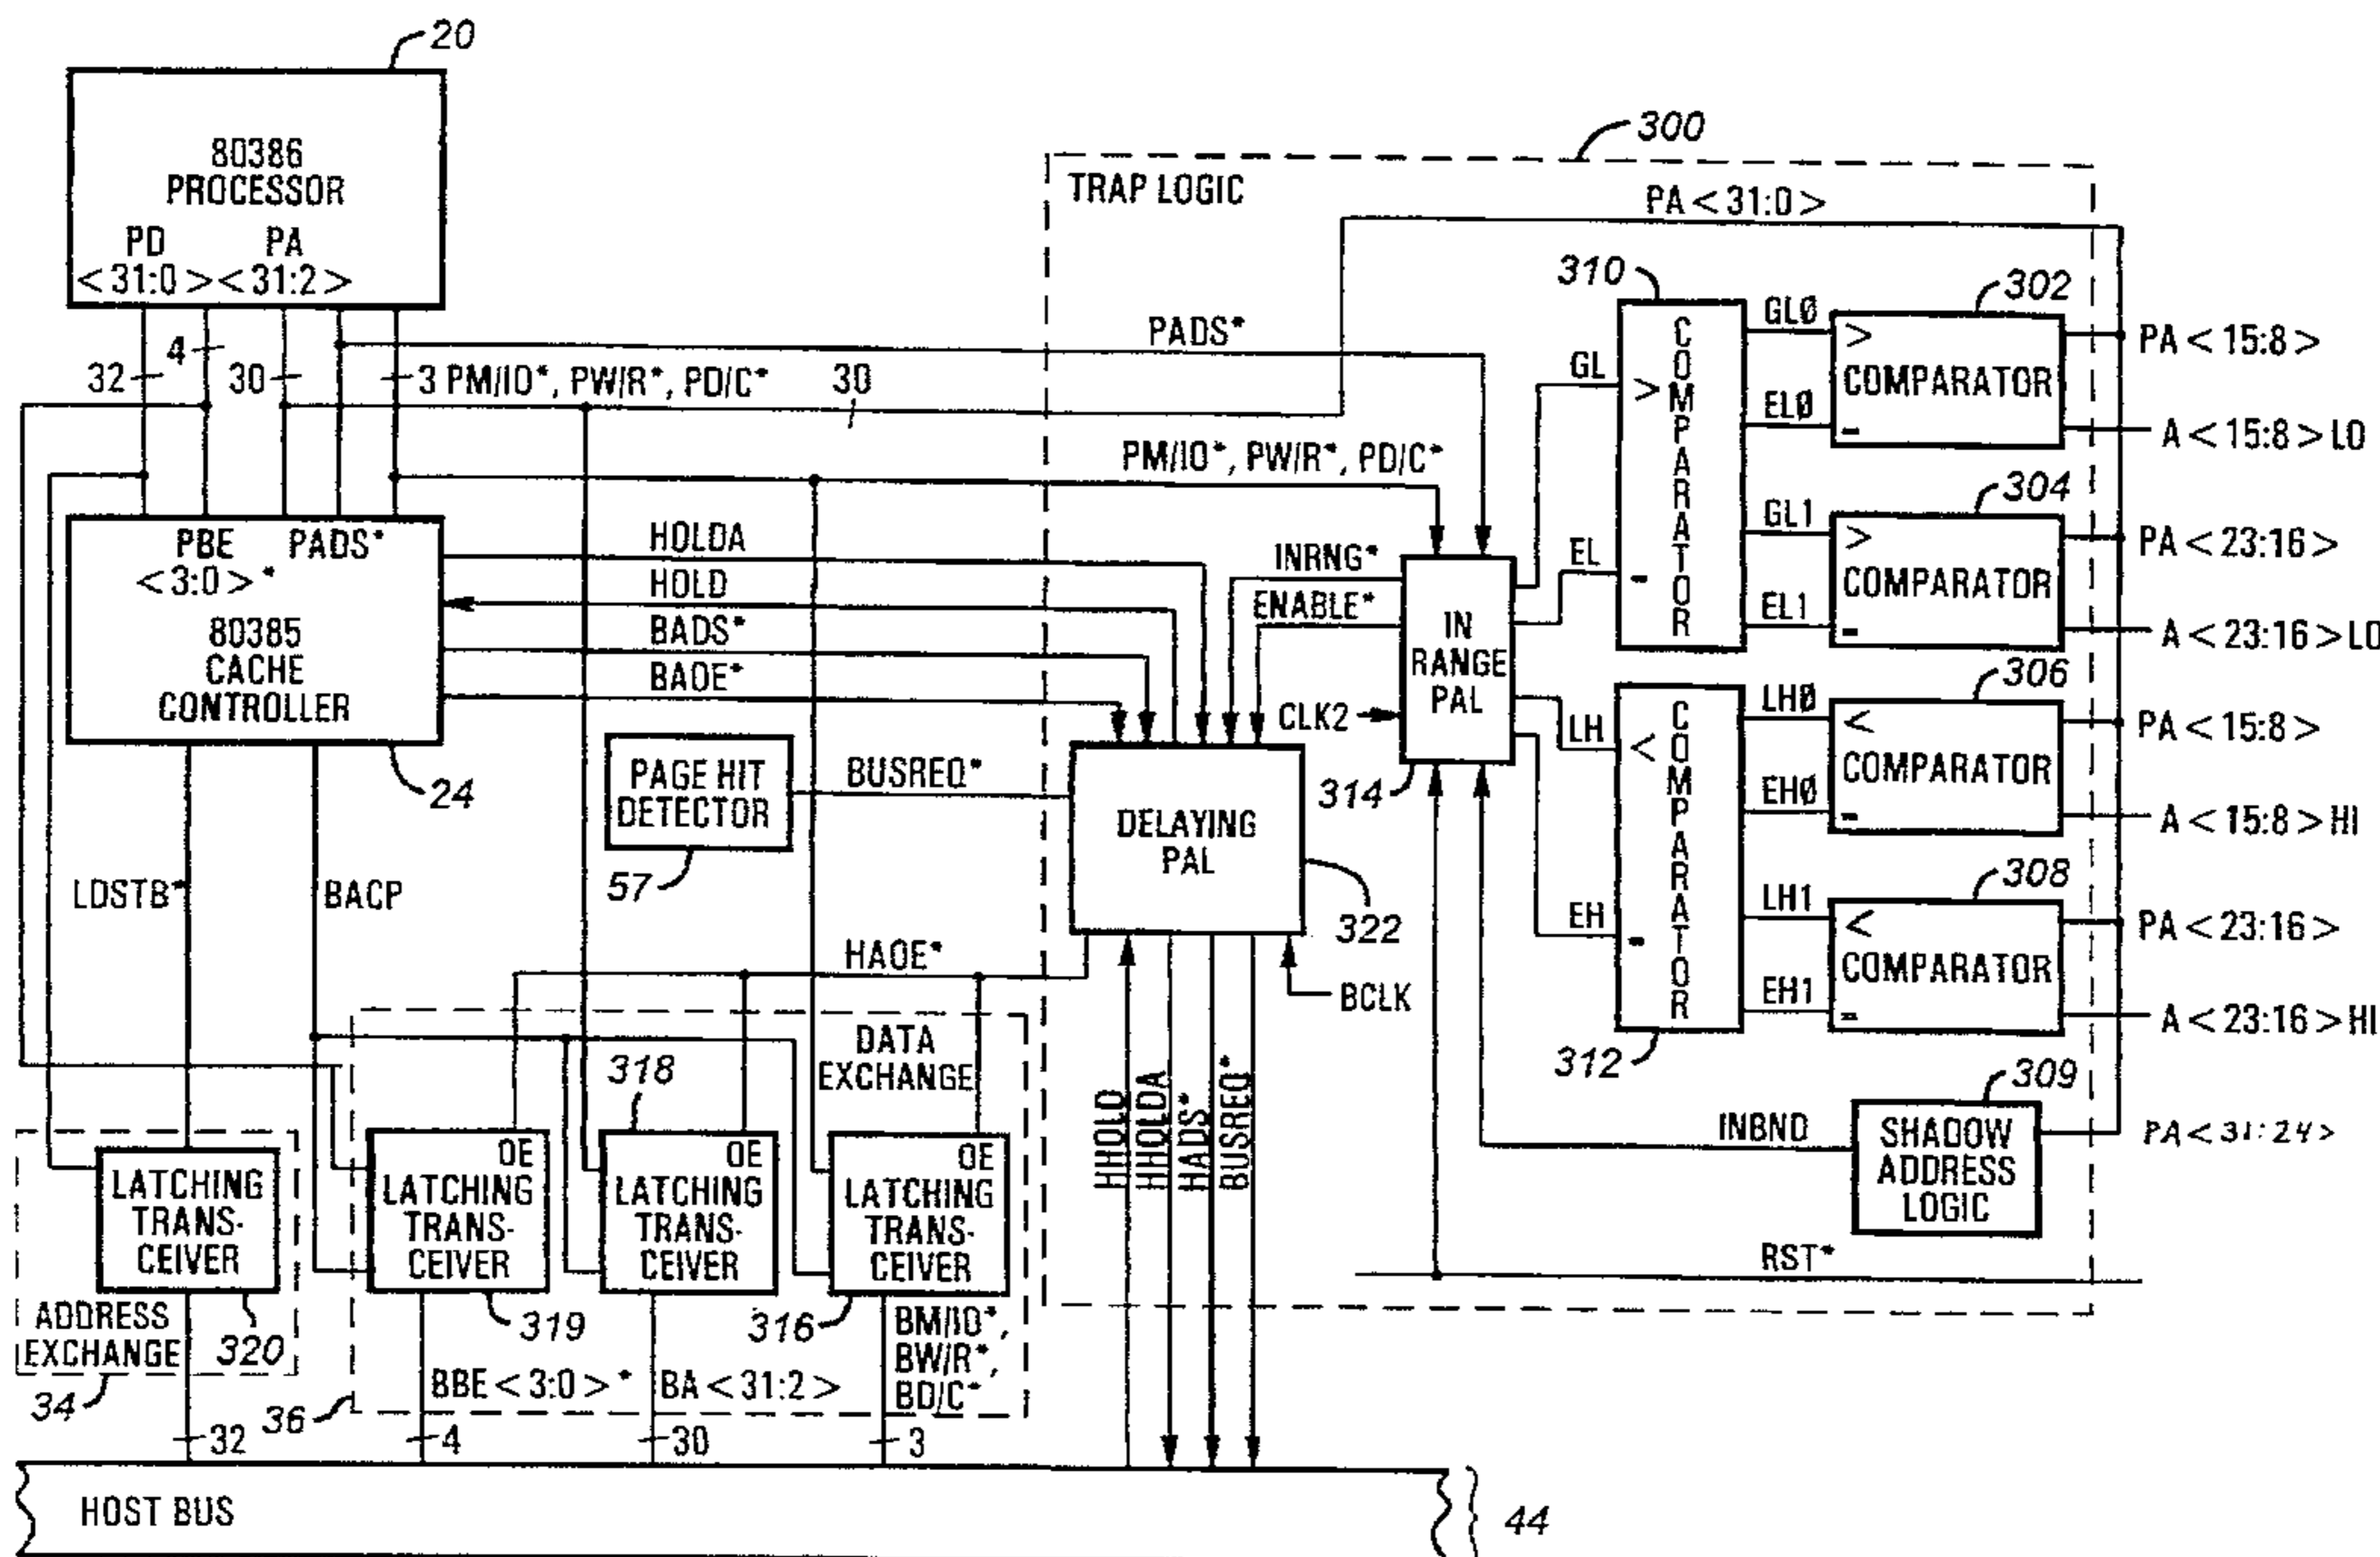 20
80386
PROCESSOR
PD
<31:0>
PA
<31:2>
32
4
30
3 PM/IO*, PW/R*, PD/C*
30
PBE
<3:0>*
PADS*
80385
CACHE
CONTROLLER
24
HOLDA
HOLD
BADS*
BAOE*
PAGE HIT
DETECTOR
57
BUSREQ*
LDSTB*
BACP
HAOE*
300
TRAP LOGIC
PA<31:0>
PADS*
PM/IO*, PW/R*, PD/C*
INRNG*
ENABLE*
CLK2
IN
RANGE
PAL
314
DELAYING
PAL
322
BCLK
GL
EL
LH
EH
310
>
COMPARATOR
-
312
<
COMPARATOR
-
GLØ
ELØ
GL1
EL1
LHØ
EHØ
LH1
EH1
302
>
COMPARATOR
-
304
>
COMPARATOR
-
306
<
COMPARATOR
-
308
<
COMPARATOR
-
PA<15:8>
A<15:8>LO
PA<23:16>
A<23:16>LO
PA<15:8>
A<15:8>HI
PA<23:16>
A<23:16>HI
309
SHADOW
ADDRESS
LOGIC
PA<31:24>
INBND
RST*
HHOLD
HHOLDA
HADS*
BUSREQ*
DATA
EXCHANGE
318
LATCHING
TRANS-
CEIVER
ADDRESS
EXCHANGE
320
34
OE
LATCHING
TRANS-
CEIVER
319
OE
LATCHING
TRANS-
CEIVER
OE
LATCHING
TRANS-
CEIVER
316
BM/IO*,
BW/R*,
BD/C*
BBE<3:0>*
BA<31:2>
36
32
4
30
3
HOST BUS
44